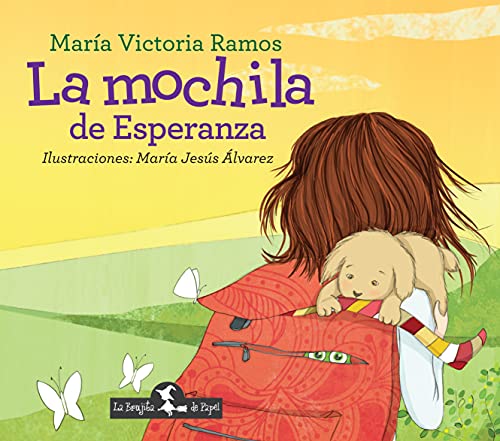 María Victoria Ramos
La mochila
de Esperanza
Ilustraciones: María Jesús Álvarez
La Brujita de Papel